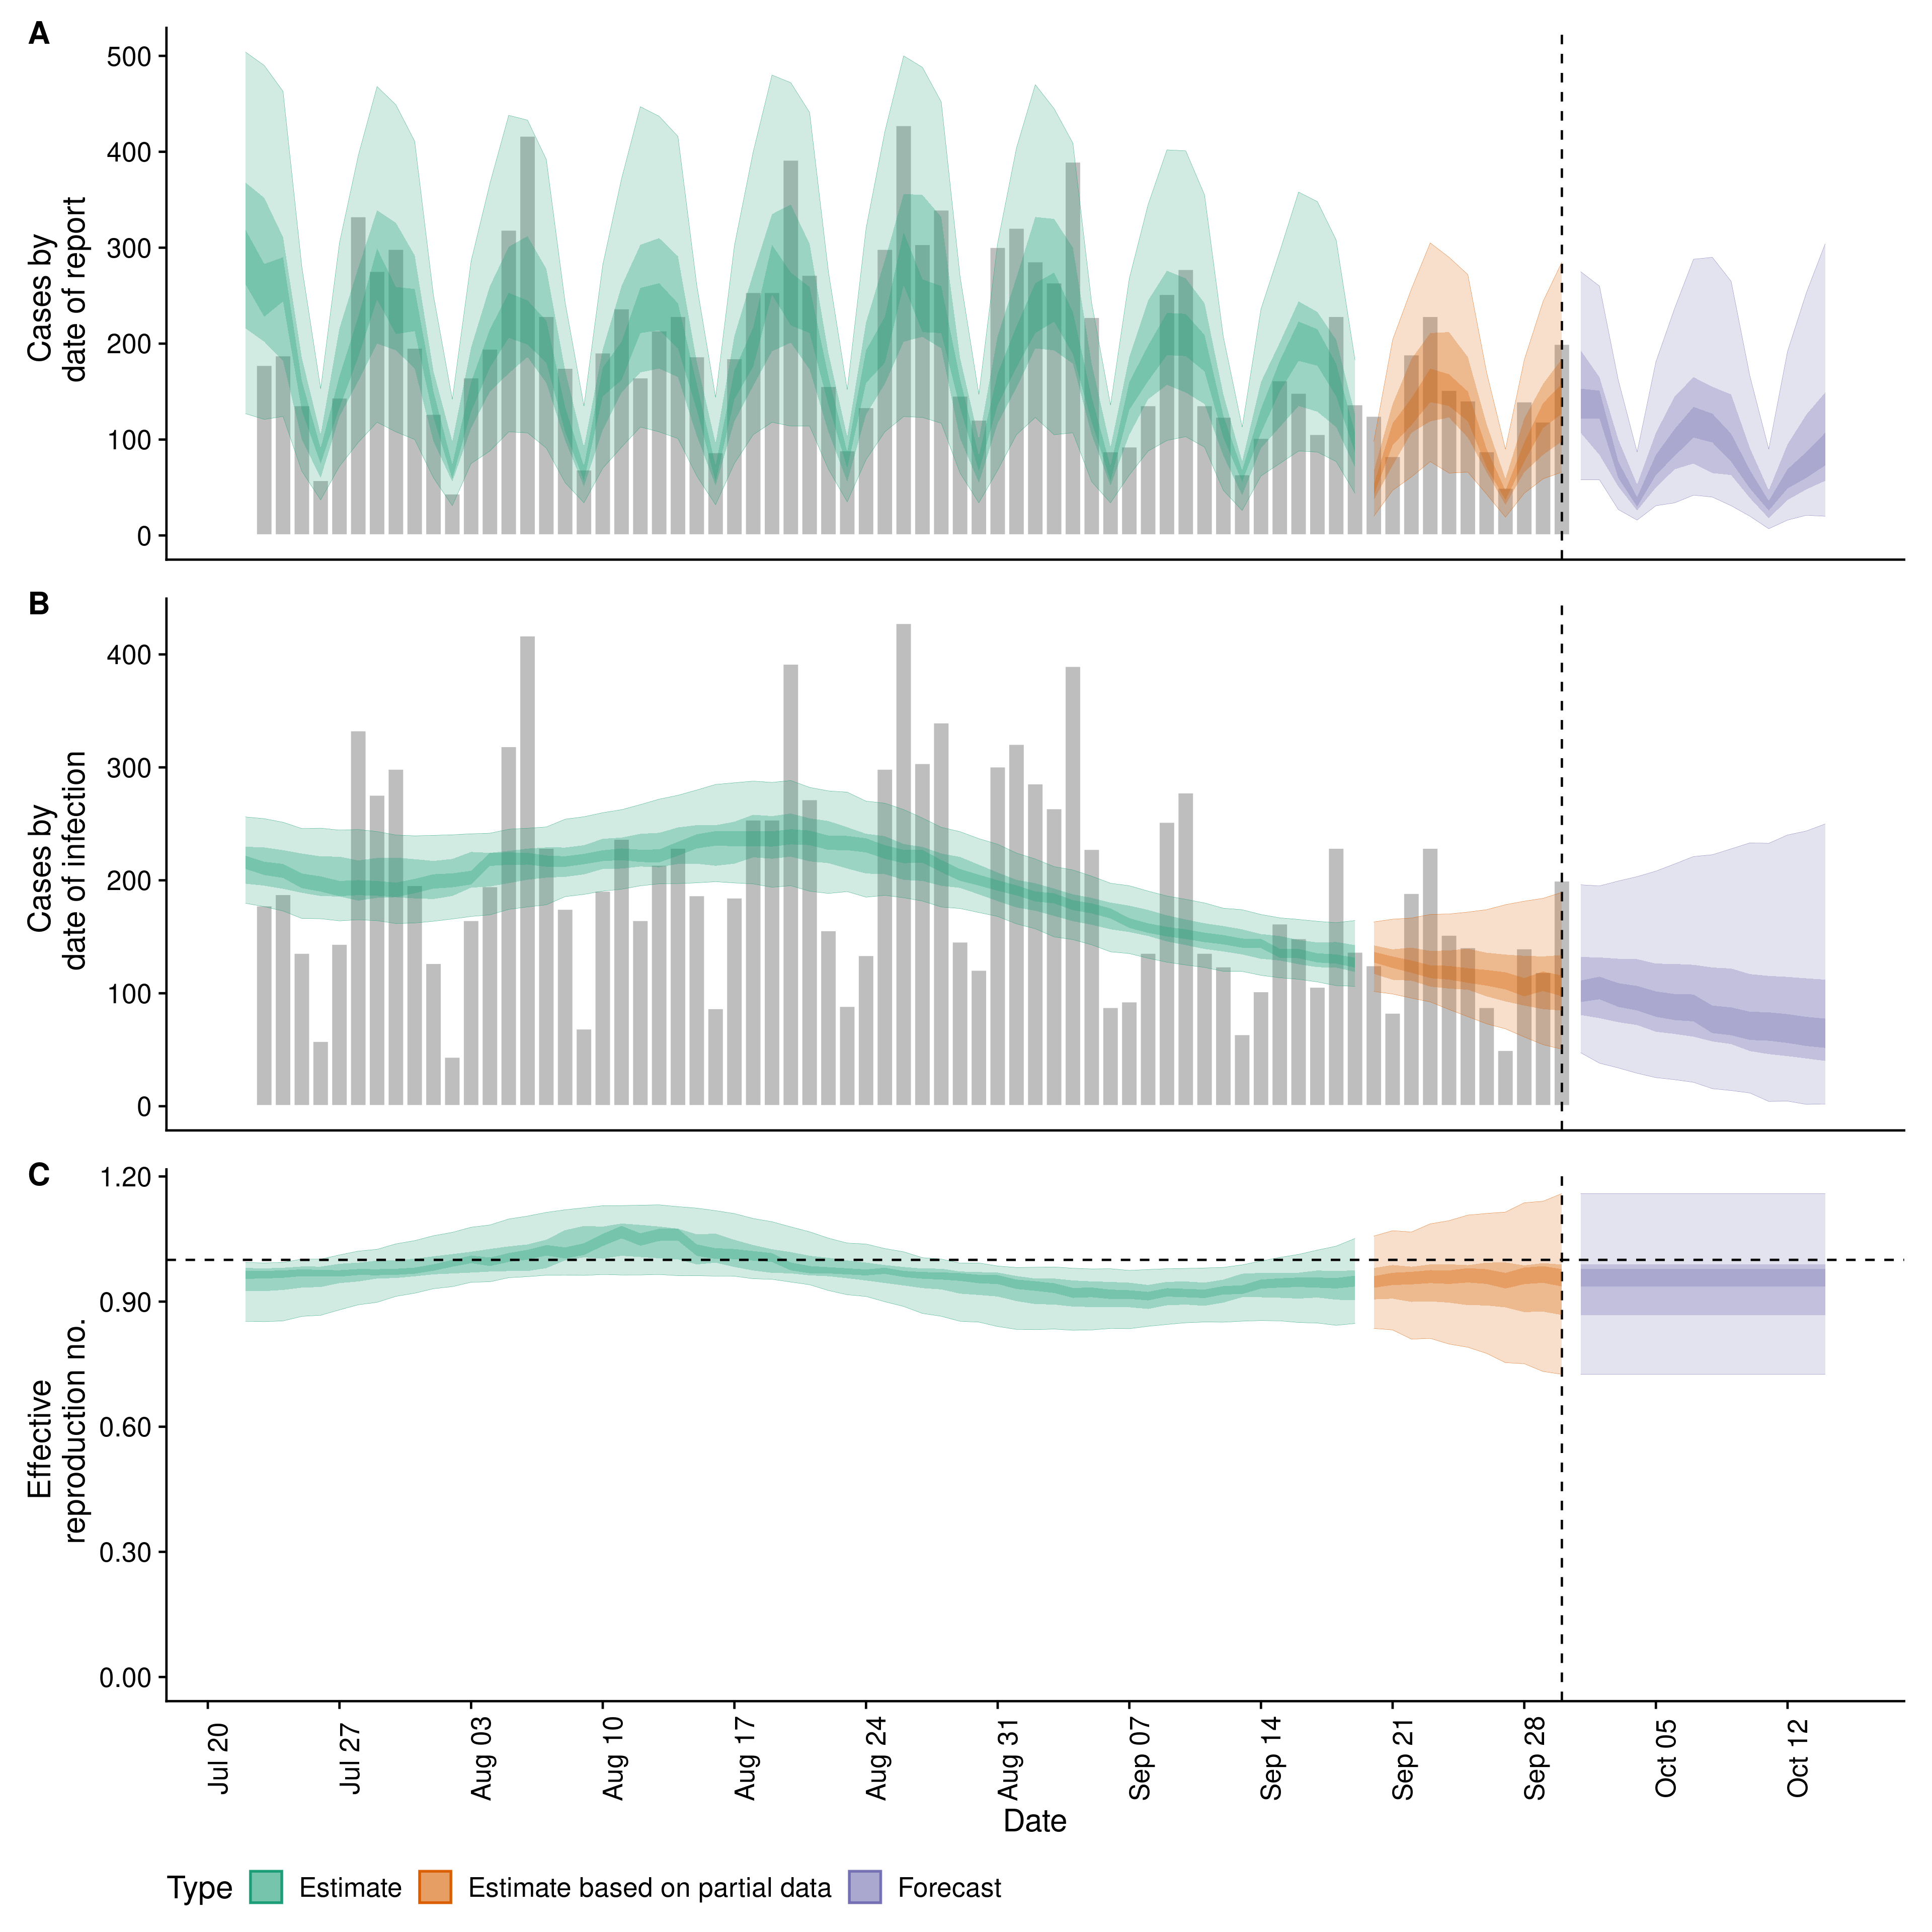 A
500
400
300
200
100
0
Cases by
date of report
B
400
300
200
100
0
Cases by
date of infection
C
1.20
0.90
0.60
0.30
0.00
Effective
reproduction no.
Jul 20
Jul 27
Aug 03
Aug 10
Aug 17
Aug 24
Aug 31
Sep 07
Sep 14
Sep 21
Sep 28
Oct 05
Oct 12
Date
Type Estimate Estimate based on partial data Forecast